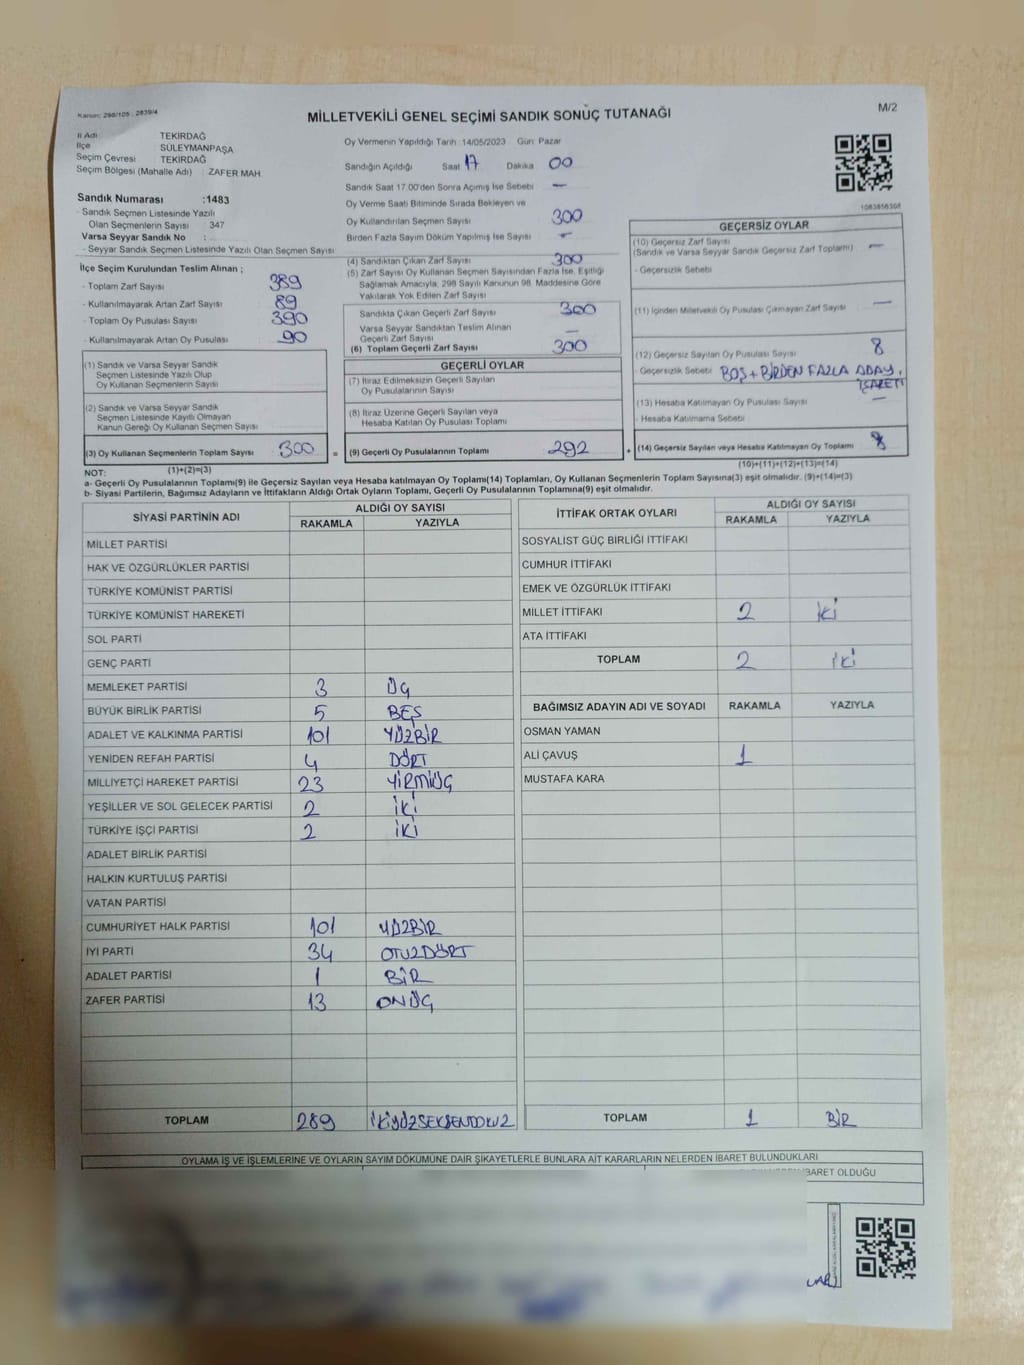 Kanun: 298/105 , 2839/4
M/2
MİLLETVEKİLİ GENEL SEÇİMİ SANDIK SONUÇ TUTANAĞI
İl Adı TEKİRDAĞ
İlçe SÜLEYMANPAŞA
Seçim Çevresi TEKİRDAĞ
Seçim Bölgesi (Mahalle Adı) ZAFER MAH.
Sandık Numarası :1483
- Sandık Seçmen Listesinde Yazılı
Olan Seçmenlerin Sayısı 347
Varsa Seyyar Sandık No :
- Seyyar Sandık Seçmen Listesinde Yazılı Olan Seçmen Sayısı
İlçe Seçim Kurulundan Teslim Alınan ;
- Toplam Zarf Sayısı 389
- Kullanılmayarak Artan Zarf Sayısı 89
- Toplam Oy Pusulası Sayısı 390
- Kullanılmayarak Artan Oy Pusulası 90
(1) Sandık ve Varsa Seyyar Sandık
Seçmen Listesinde Yazılı Olup
Oy Kullanan Seçmenlerin Sayısı
(2) Sandık ve Varsa Seyyar Sandık
Seçmen Listesinde Kayıtlı Olmayan
Kanun Gereği Oy Kullanan Seçmen Sayısı
(3) Oy Kullanan Seçmenlerin Toplam Sayısı 300 =
Oy Vermenin Yapıldığı Tarih :14/05/2023 Gün: Pazar
Sandığın Açıldığı Saat 17 Dakika 00
Sandık Saat 17.00'den Sonra Açımış İse Sebebi —
Oy Verme Saati Bitiminde Sırada Bekleyen ve
Oy Kullandırılan Seçmen Sayısı 300
Birden Fazla Sayım Döküm Yapılmış İse Sayısı —
(4) Sandıktan Çıkan Zarf Sayısı 300
(5) Zarf Sayısı Oy Kullanan Seçmen Sayısından Fazla İse, Eşitliği
Sağlamak Amacıyla, 298 Sayılı Kanunun 98. Maddesine Göre
Yakılarak Yok Edilen Zarf Sayısı
Sandıkta Çıkan Geçerli Zarf Sayısı 300
Varsa Seyyar Sandıktan Teslim Alınan
Geçerli Zarf Sayısı —
(6) Toplam Geçerli Zarf Sayısı 300
GEÇERLİ OYLAR
(7) İtiraz Edilmeksizin Geçerli Sayılan
Oy Pusulalarının Sayısı
(8) İtiraz Üzerine Geçerli Sayılan veya
Hesaba Katılan Oy Pusulası Toplamı
(9) Geçerli Oy Pusulalarının Toplamı 292 +
1083858308
GEÇERSİZ OYLAR
(10) Geçersiz Zarf Sayısı
(Sandık ve Varsa Seyyar Sandık Geçersiz Zarf Toplamı) —
- Geçersizlik Sebebi
(11) İçinden Milletvekili Oy Pusulası Çıkmayan Zarf Sayısı —
(12) Geçersiz Sayılan Oy Pusulası Sayısı 8
- Geçersizlik Sebebi BOŞ + BİRDEN FAZLA ADAY.
İŞARETİ
(13) Hesaba Katılmayan Oy Pusulası Sayısı —
- Hesaba Katılmama Sebebi
(14) Geçersiz Sayılan veya Hesaba Katılmayan Oy Toplamı 8
NOT: (1)+(2)=(3) (10)+(11)+(12)+(13)=(14)
a- Geçerli Oy Pusulalarının Toplamı(9) ile Geçersiz Sayılan veya Hesaba katılmayan Oy Toplamı(14) Toplamları, Oy Kullanan Seçmenlerin Toplam Sayısına(3) eşit olmalıdır. (9)+(14)=(3)
b- Siyasi Partilerin, Bağımsız Adayların ve İttifakların Aldığı Ortak Oyların Toplamı, Geçerli Oy Pusulalarının Toplamına(9) eşit olmalıdır.
SİYASİ PARTİNİN ADI ALDIĞI OY SAYISI
RAKAMLA YAZIYLA
MİLLET PARTİSİ
HAK VE ÖZGÜRLÜKLER PARTİSİ
TÜRKİYE KOMÜNİST PARTİSİ
TÜRKİYE KOMÜNİST HAREKETİ
SOL PARTİ
GENÇ PARTİ
MEMLEKET PARTİSİ 3 ÜÇ
BÜYÜK BİRLİK PARTİSİ 5 BEŞ
ADALET VE KALKINMA PARTİSİ 101 YÜZBİR
YENİDEN REFAH PARTİSİ 4 DÖRT
MİLLİYETÇİ HAREKET PARTİSİ 23 YİRMİÜÇ
YEŞİLLER VE SOL GELECEK PARTİSİ 2 İKİ
TÜRKİYE İŞÇİ PARTİSİ 2 İKİ
ADALET BİRLİK PARTİSİ
HALKIN KURTULUŞ PARTİSİ
VATAN PARTİSİ
CUMHURİYET HALK PARTİSİ 101 YÜZBİR
İYİ PARTİ 34 OTUZDÖRT
ADALET PARTİSİ 1 BİR
ZAFER PARTİSİ 13 ONÜÇ
TOPLAM 289 İKİYÜZSEKSENDOKUZ
İTTİFAK ORTAK OYLARI ALDIĞI OY SAYISI
RAKAMLA YAZIYLA
SOSYALİST GÜÇ BİRLİĞİ İTTİFAKI
CUMHUR İTTİFAKI
EMEK VE ÖZGÜRLÜK İTTİFAKI
MİLLET İTTİFAKI 2 İKİ
ATA İTTİFAKI
TOPLAM 2 İKİ
BAĞIMSIZ ADAYIN ADI VE SOYADI RAKAMLA YAZIYLA
OSMAN YAMAN
ALİ ÇAVUŞ 1
MUSTAFA KARA
TOPLAM 1 BİR
OYLAMA İŞ VE İŞLEMLERİNE VE OYLARIN SAYIM DÖKÜMÜNE DAİR ŞİKAYETLERLE BUNLARA AİT KARARLARIN NELERDEN İBARET BULUNDUKLARI
İBARET OLDUĞU